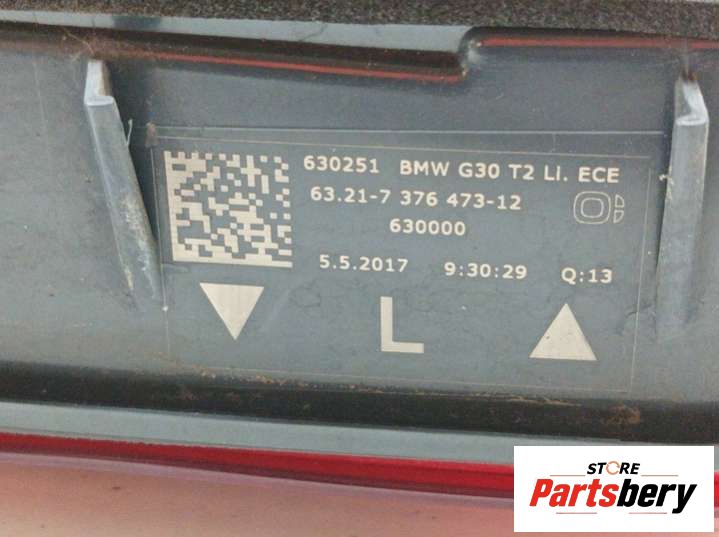 630251 BMW G30 T2 LI. ECE
63.21-7 376 473-12
630000
5.5.2017 9:30:29 Q:13
L
STORE
Partsbery